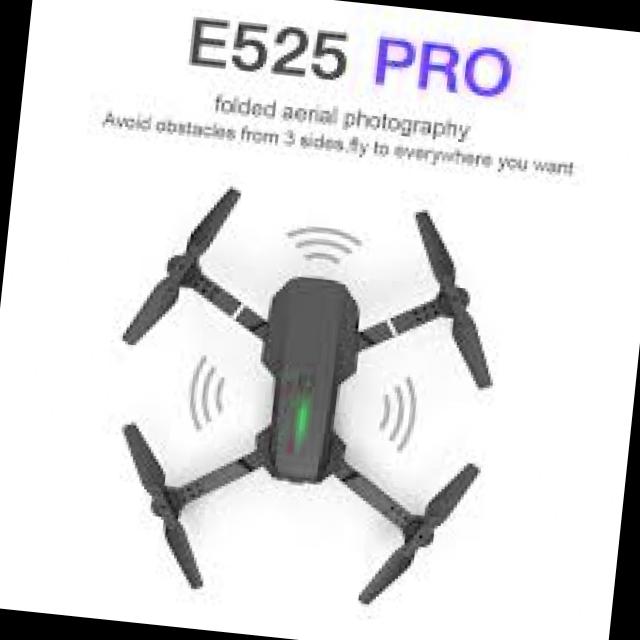 E525 PRO
folded aerial photography
Avoid obstacles from 3 sides,fly to everywhere you want